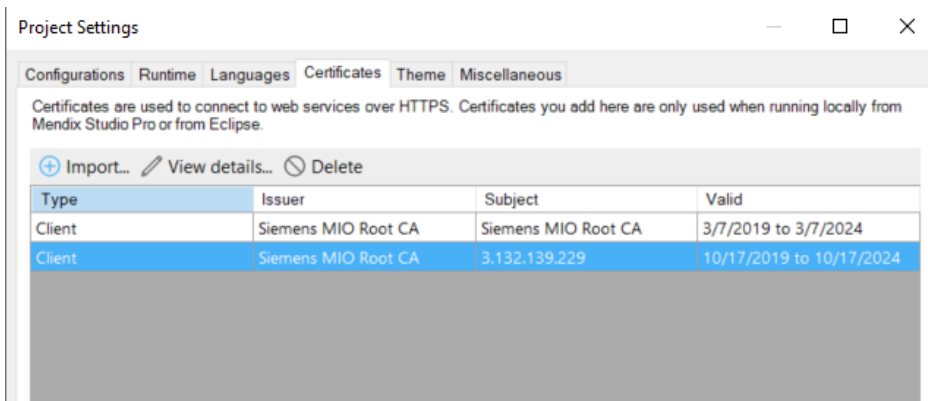 Project Settings
Configurations Runtime Languages Certificates Theme Miscellaneous
Certificates are used to connect to web services over HTTPS. Certificates you add here are only used when running locally from
Mendix Studio Pro or from Eclipse.
Import... View details... Delete
Type Issuer Subject Valid
Client Siemens MIO Root CA Siemens MIO Root CA 3/7/2019 to 3/7/2024
Client Siemens MIO Root CA 3.132.139.229 10/17/2019 to 10/17/2024